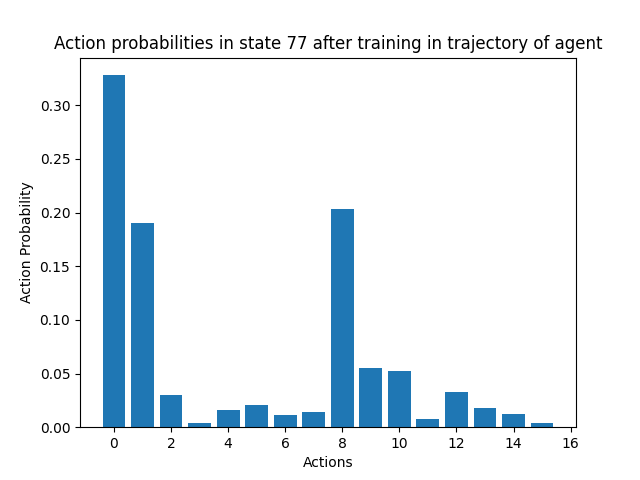 Action probabilities in state 77 after training in trajectory of agent
0.30
0.25
0.20
0.15
0.10
0.05
0.00
Action Probability
0 2 4 6 8 10 12 14 16
Actions